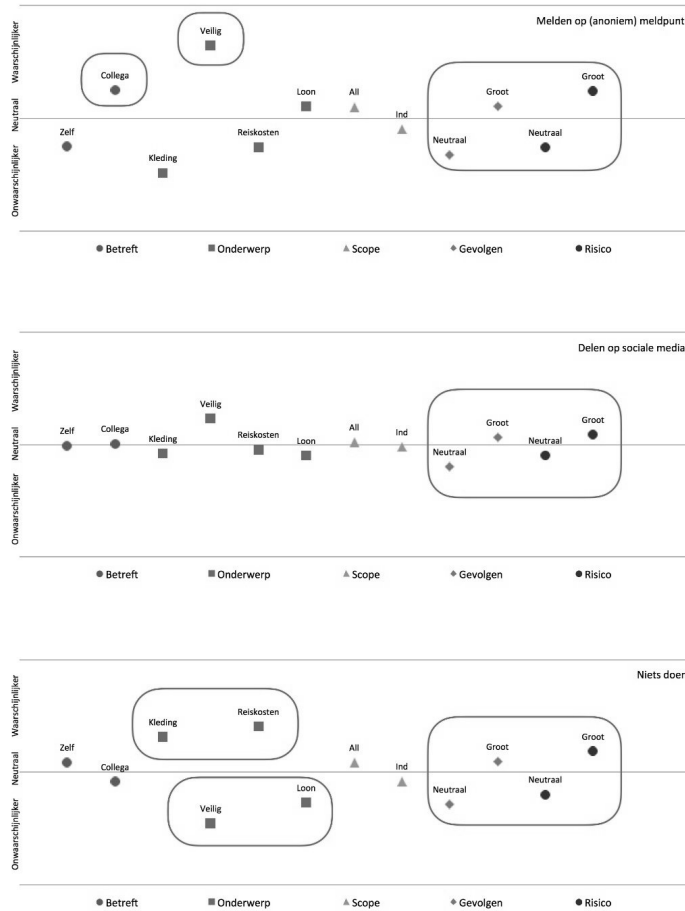 Melden op (anoniem) meldpunt
Waarschijnlijker
Neutraal
Onwaarschijnlijker
Veilig
Collega
Loon
All
Groot
Groot
Ind
Zelf
Reiskosten
Kleding
Neutraal
Neutraal
Betreft Onderwerp Scope Gevolgen Risico
Delen op sociale media
Waarschijnlijker
Neutraal
Onwaarschijnlijker
Veilig
Zelf
Collega
Kleding
Reiskosten
Loon
All
Ind
Neutraal
Groot
Neutraal
Groot
Betreft Onderwerp Scope Gevolgen Risico
Niets doen
Waarschijnlijker
Neutraal
Onwaarschijnlijker
Zelf
Collega
Kleding
Reiskosten
Veilig
Loon
All
Ind
Neutraal
Groot
Neutraal
Groot
Betreft Onderwerp Scope Gevolgen Risico